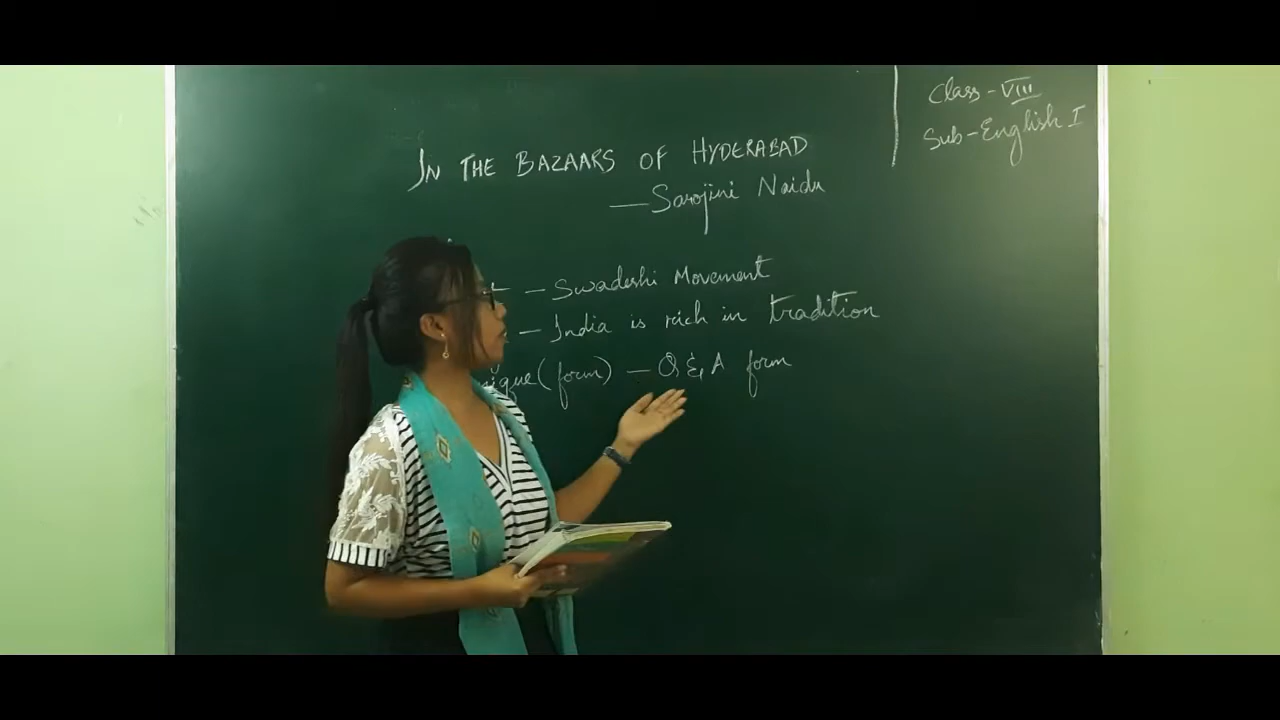 Class - VIII
Sub - English I
IN THE BAZAARS OF HYDERABAD
— Sarojini Naidu
— Swadeshi Movement
— India is rich in tradition
(form) — Q & A form